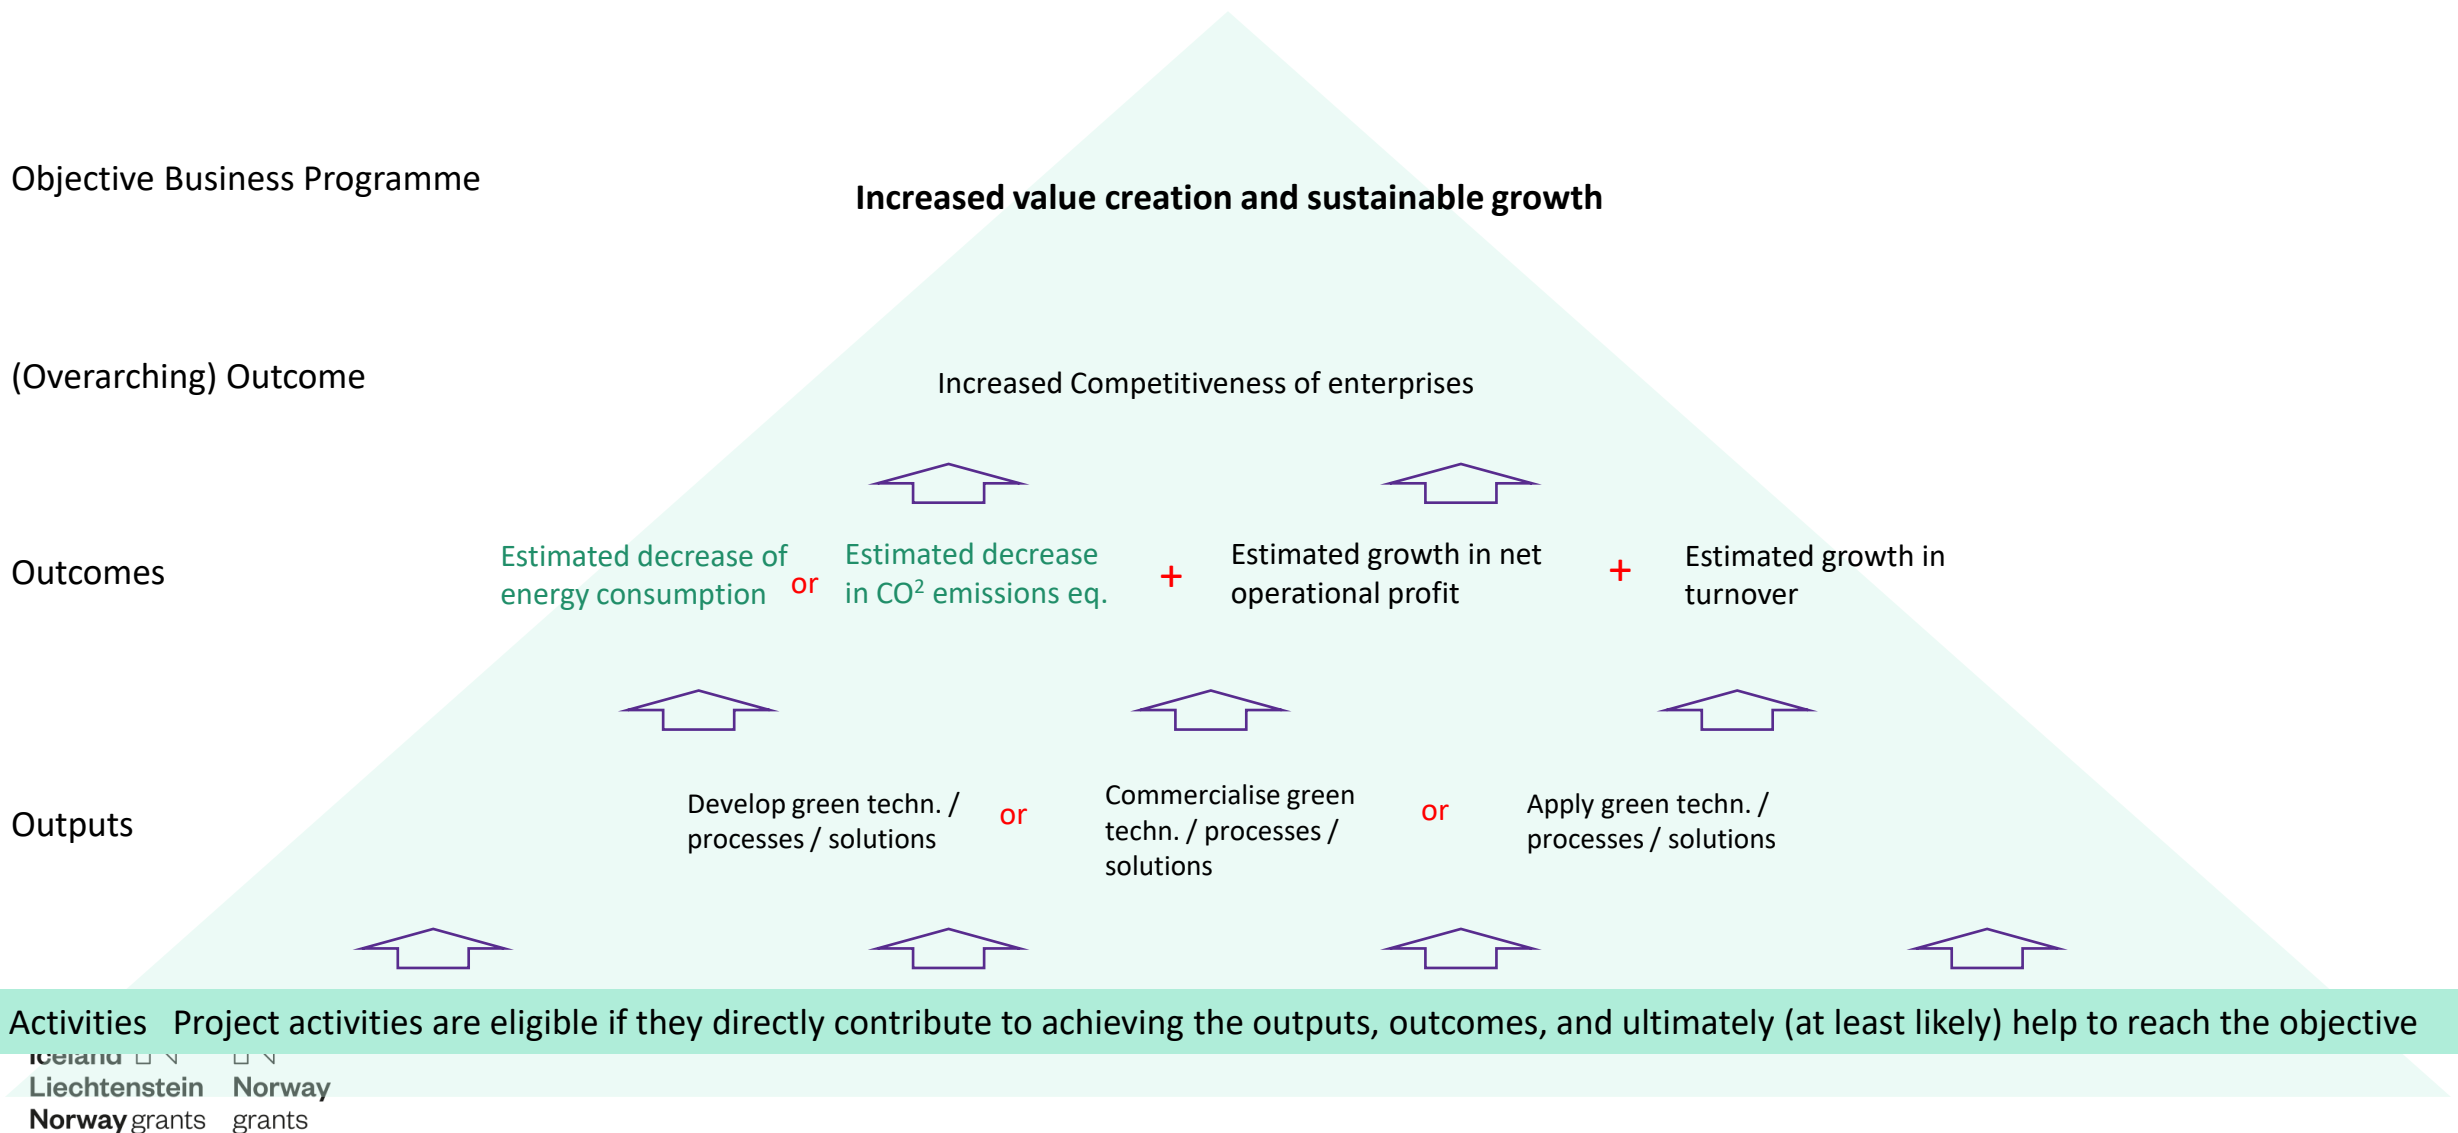 Objective Business Programme
Increased value creation and sustainable growth
(Overarching) Outcome
Increased Competitiveness of enterprises
Outcomes
Estimated decrease of
energy consumption
or
Estimated decrease
in CO² emissions eq.
+
Estimated growth in net
operational profit
+
Estimated growth in
turnover
Outputs
Develop green techn. /
processes / solutions
or
Commercialise green
techn. / processes /
solutions
or
Apply green techn. /
processes / solutions
Activities Project activities are eligible if they directly contribute to achieving the outputs, outcomes, and ultimately (at least likely) help to reach the objective
Iceland
Liechtenstein
Norway grants
Norway
grants